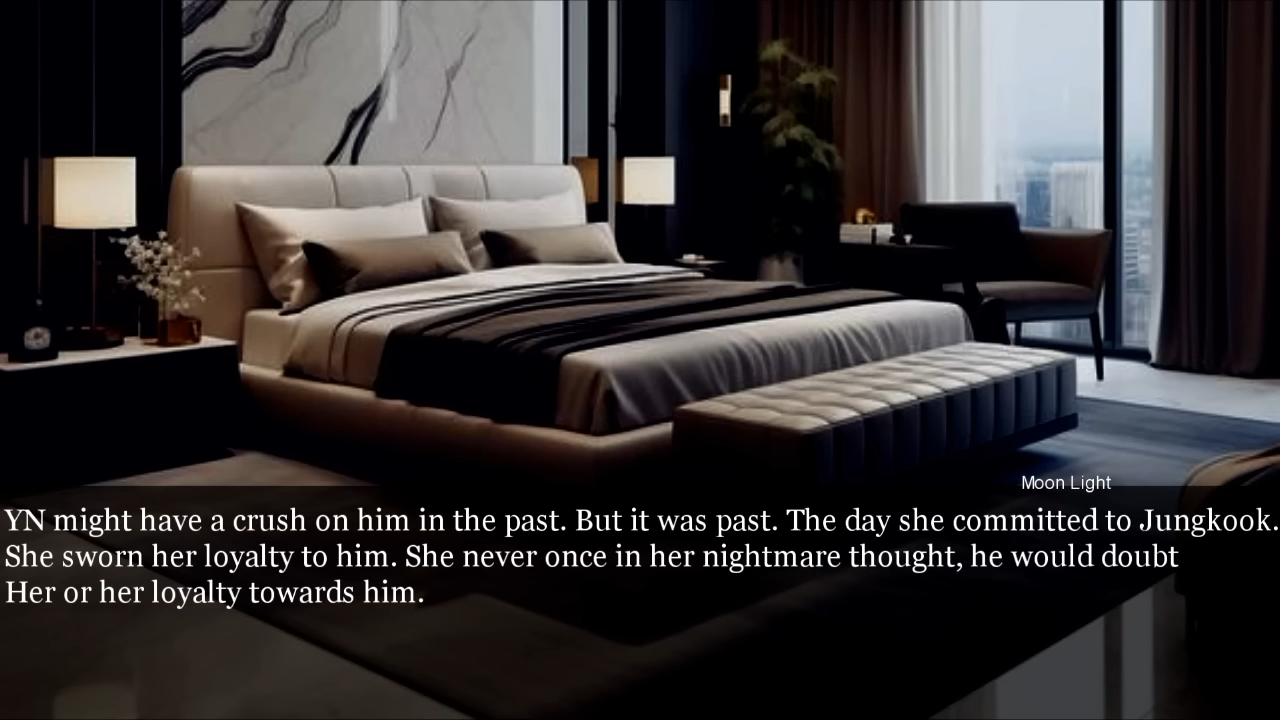 Moon Light
YN might have a crush on him in the past. But it was past. The day she committed to Jungkook.
She sworn her loyalty to him. She never once in her nightmare thought, he would doubt
Her or her loyalty towards him.